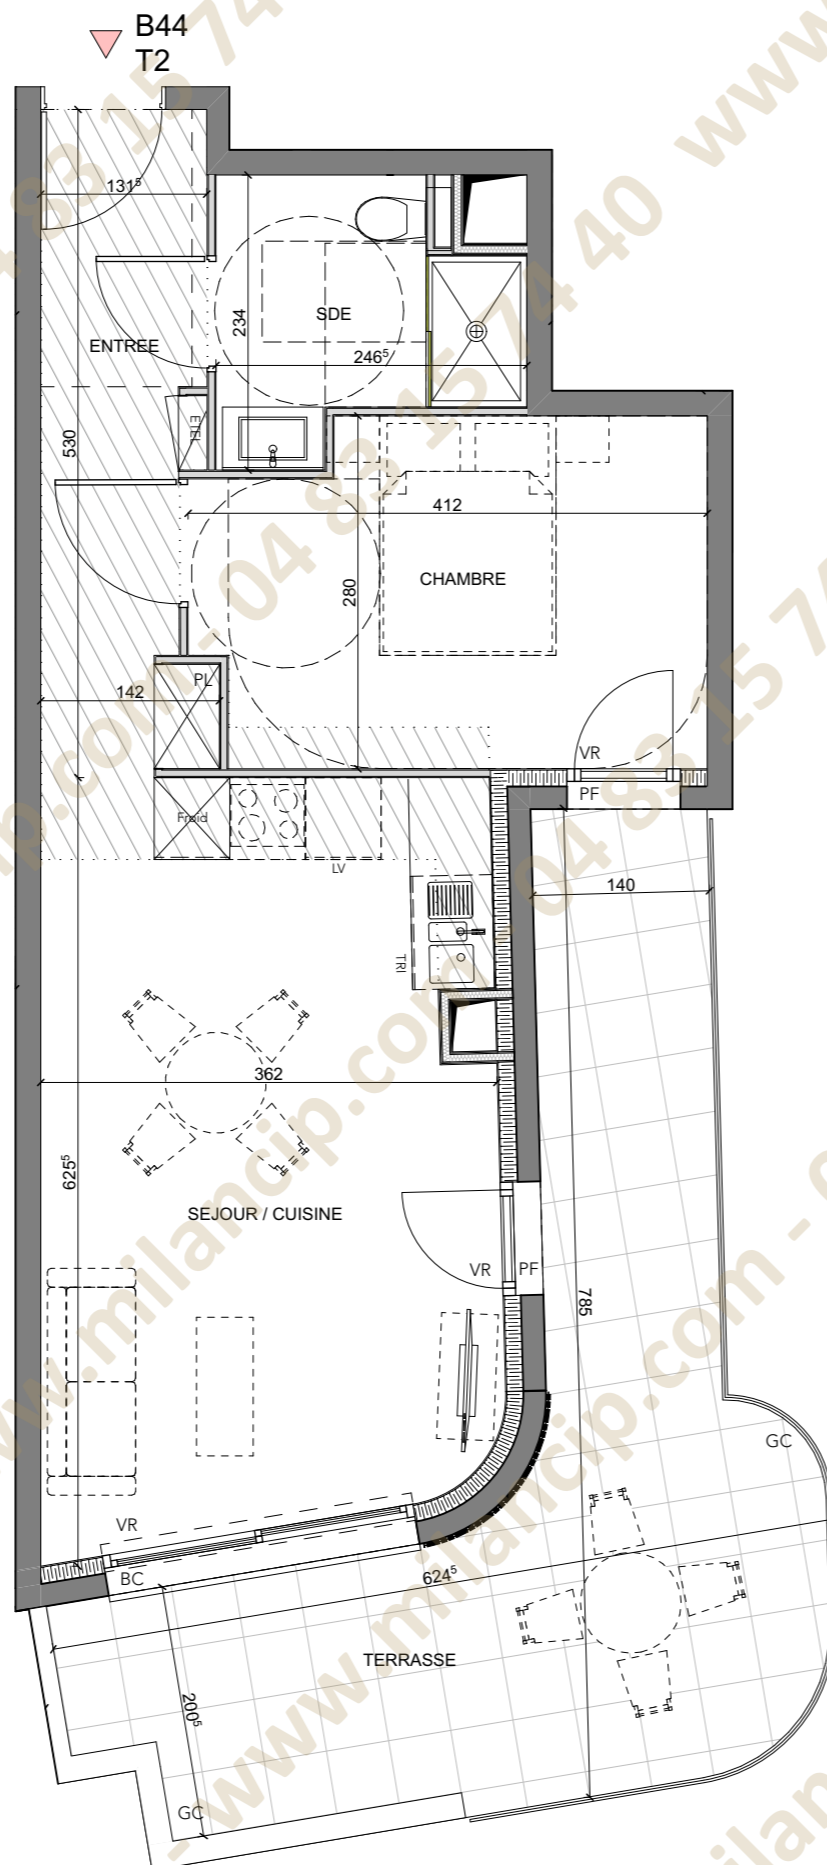 B44
T2
131⁵
ENTREE
SDE
234
246⁵
ETEL
530
412
CHAMBRE
280
PL
142
VR
PF
Froid
LV
140
TRI
362
625⁵
SEJOUR / CUISINE
VR
PF
785
GC
VR
BC
624⁵
TERRASSE
200⁵
GC
www.milancip.com - 04 83 15 74 40